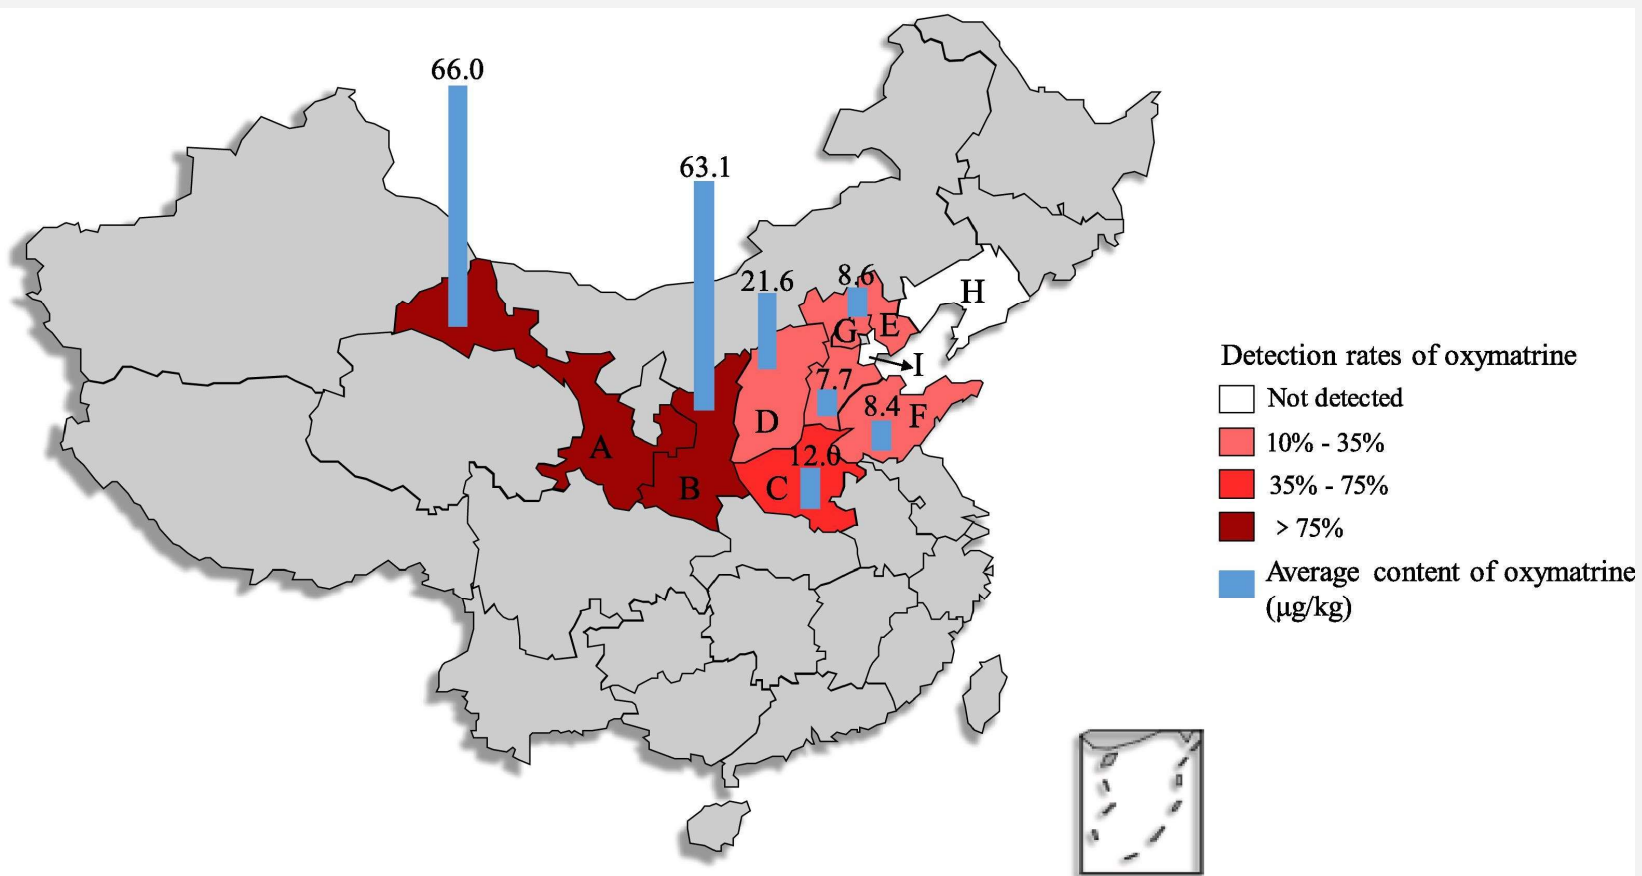 66.0
63.1
21.6
8.6
H
G
E
I
7.7
8.4
F
D
A
12.0
B
C
Detection rates of oxymatrine
Not detected
10% - 35%
35% - 75%
> 75%
Average content of oxymatrine
(μg/kg)